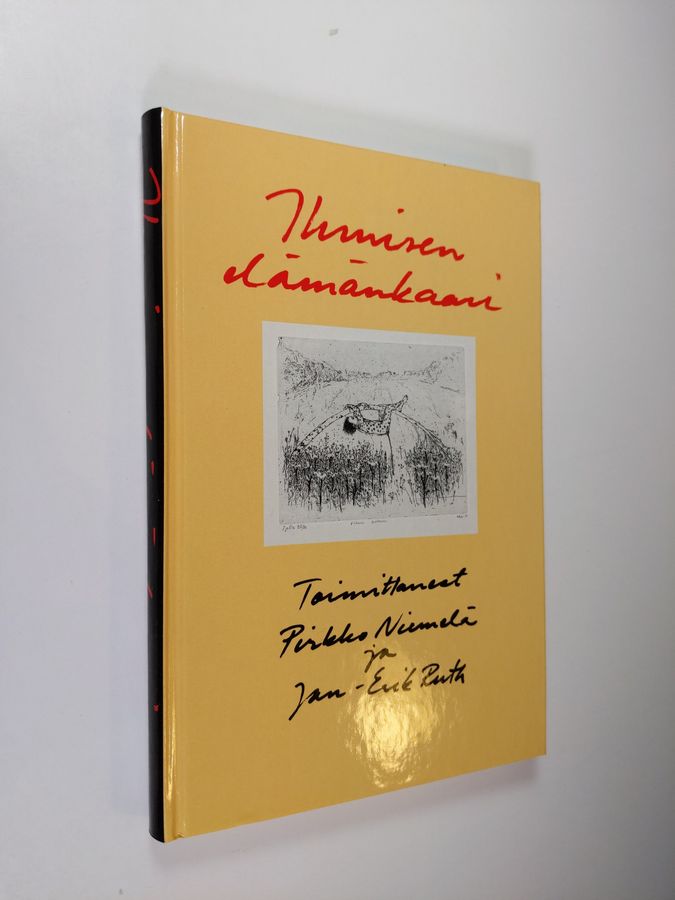 Ihmisen
elämänkaari
Toimittaneet
Pirkko Niemelä
ja
Jan-Erik Ruth